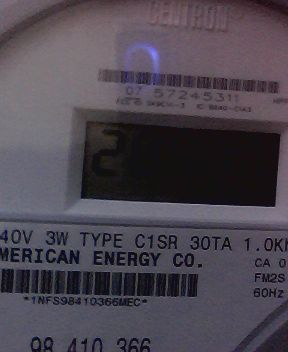 CENTRON
07 57245311
2
40V 3W TYPE C1SR 30TA 1.0K
MERICAN ENERGY CO.
CA 0
FM2S
60Hz
*1NFS98410366MEC*
98 410 366